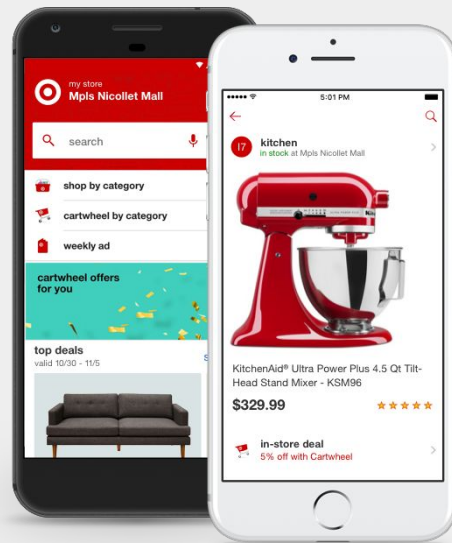 my store
Mpls Nicollet Mall
search
shop by category
cartwheel by category
weekly ad
cartwheel offers
for you
top deals
valid 10/30 - 11/5
5:01 PM
I7
kitchen
in stock at Mpls Nicollet Mall
KitchenAid® Ultra Power Plus 4.5 Qt Tilt-
Head Stand Mixer - KSM96
$329.99
in-store deal
5% off with Cartwheel